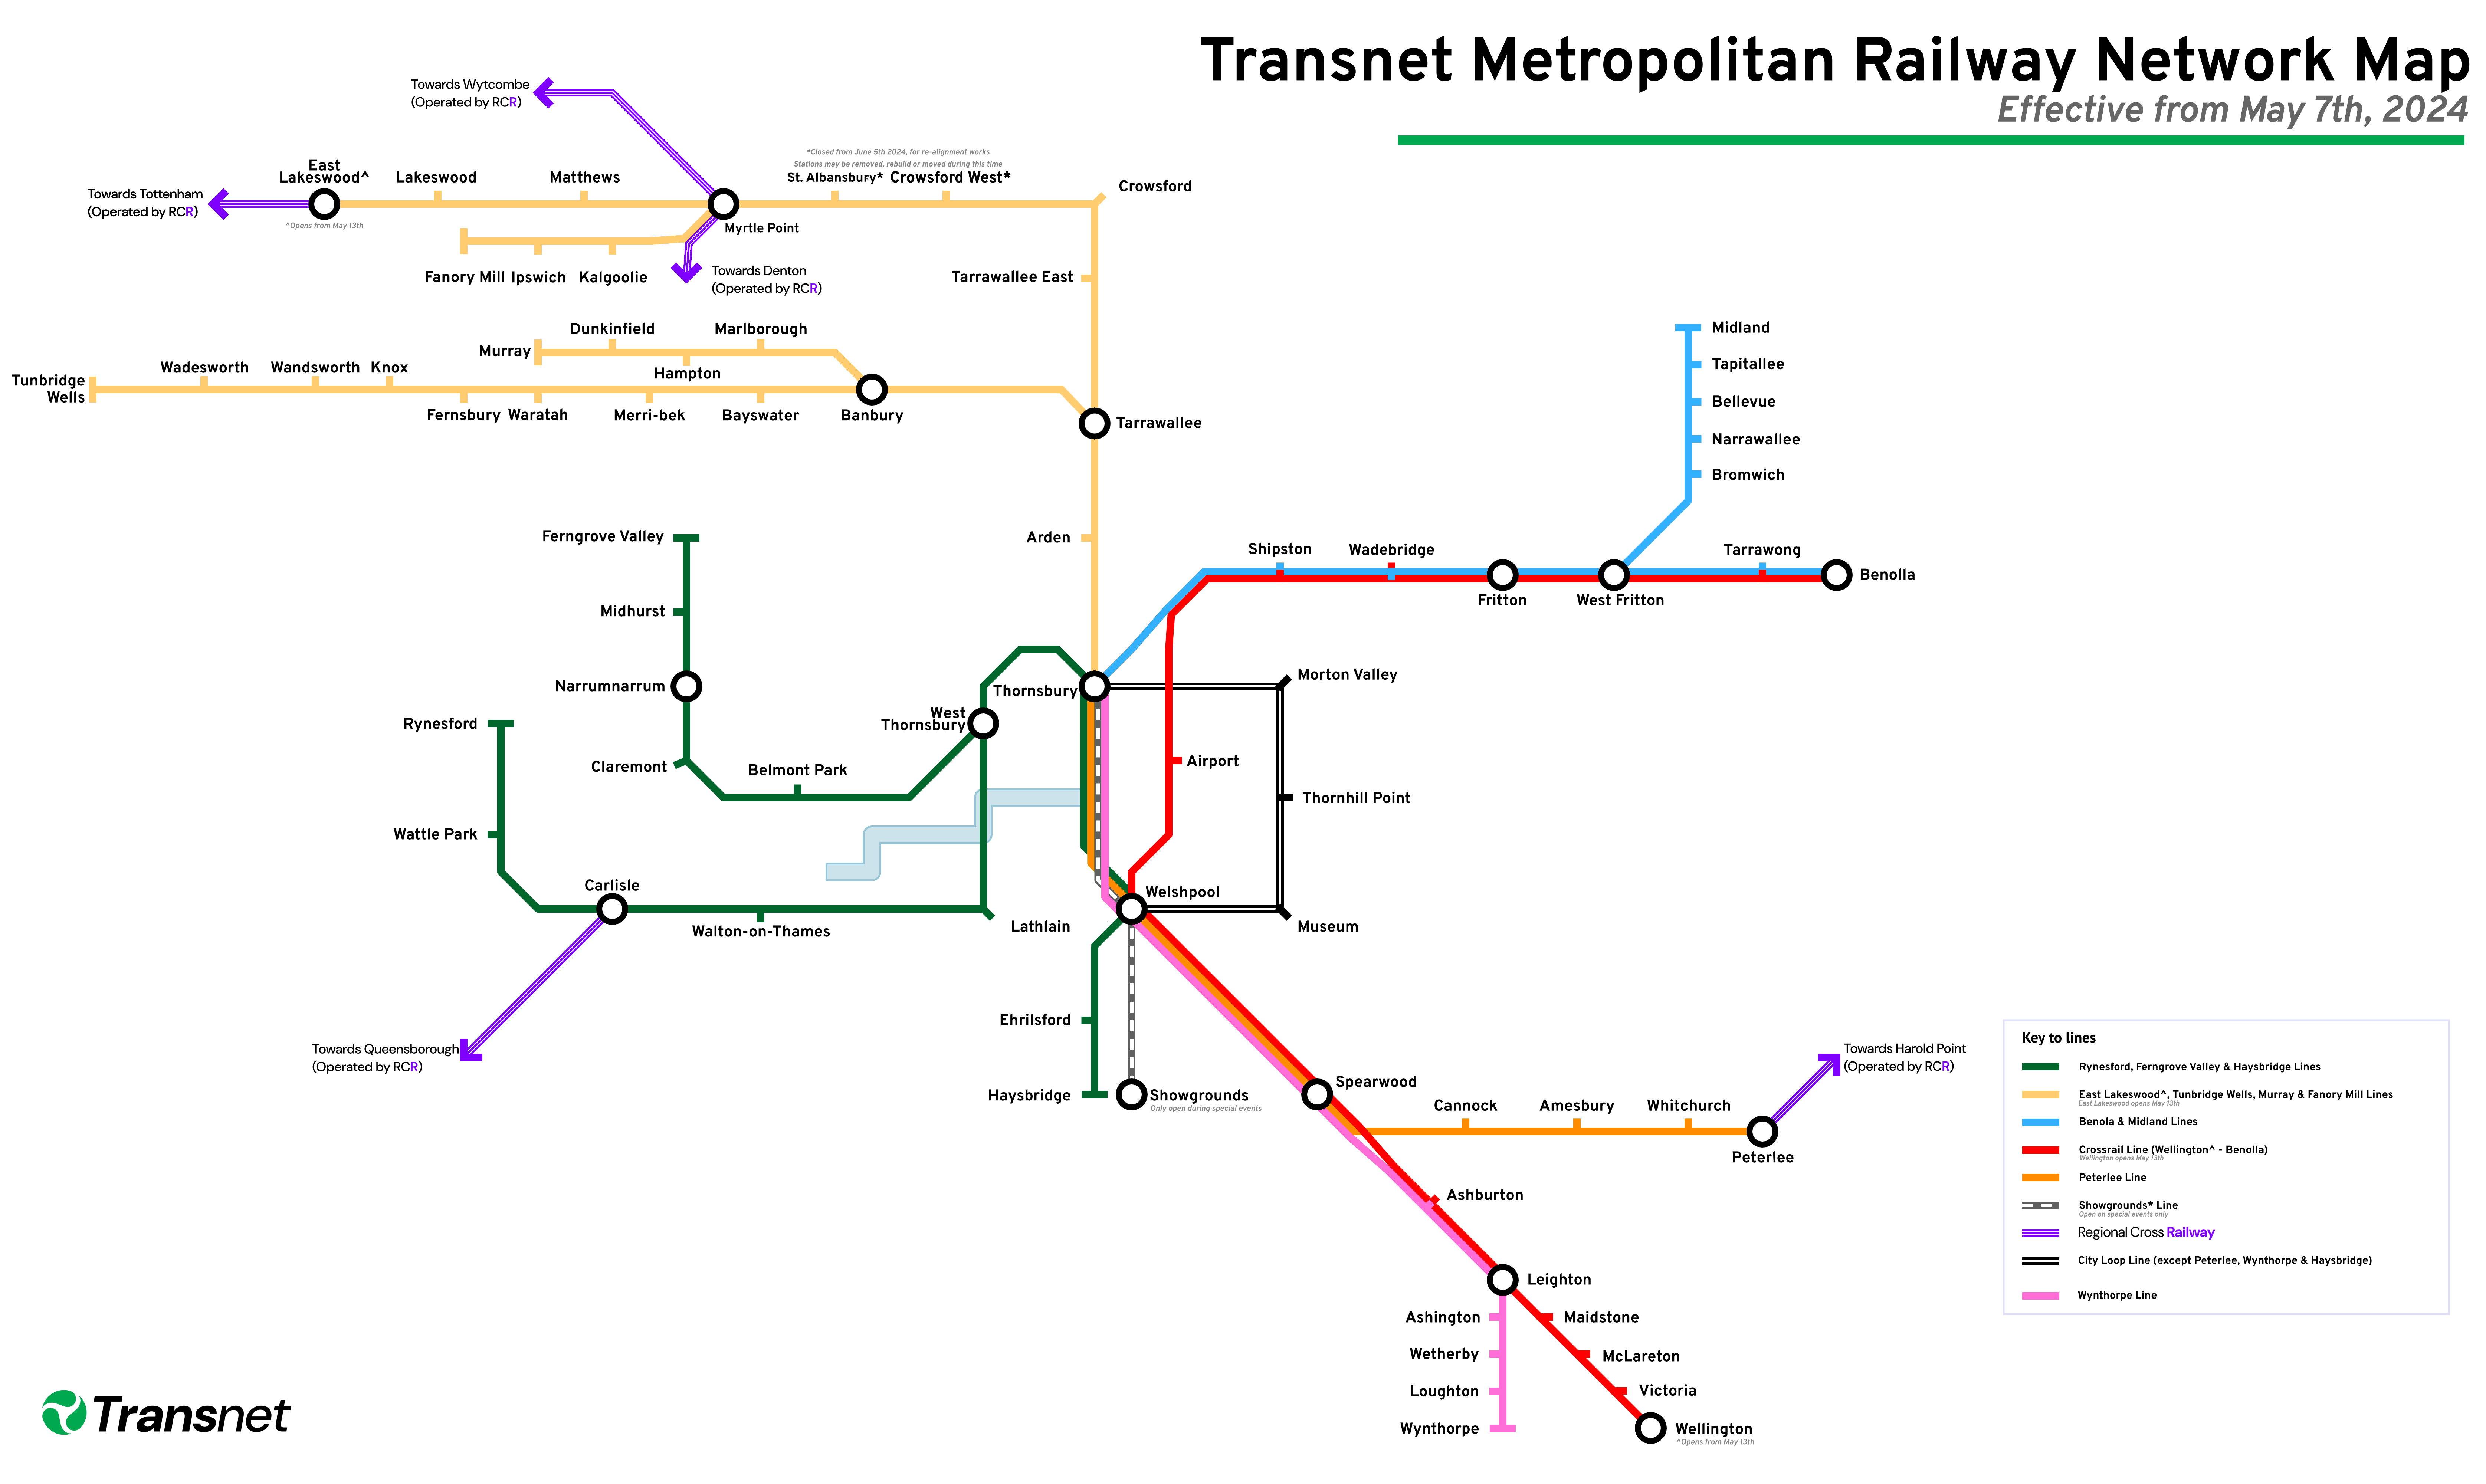 Transnet Metropolitan Railway Network Map
Effective from May 7th, 2024
Towards Wytcombe
(Operated by RCR)
*Closed from June 5th 2024, for re-alignment works
Stations may be removed, rebuild or moved during this time
East
Lakeswood^
Lakeswood
Matthews
St. Albansbury*
Crowsford West*
Crowsford
Towards Tottenham
(Operated by RCR)
^Opens from May 13th
Myrtle Point
Fanory Mill
Ipswich
Kalgoolie
Towards Denton
(Operated by RCR)
Tarrawallee East
Dunkinfield
Marlborough
Murray
Hampton
Tunbridge
Wells
Wadesworth
Wandsworth
Knox
Fernsbury
Waratah
Merri-bek
Bayswater
Banbury
Tarrawallee
Midland
Tapitallee
Bellevue
Narrawallee
Bromwich
Arden
Ferngrove Valley
Midhurst
Narrumnarrum
Claremont
Belmont Park
West
Thornsbury
Thornsbury
Shipston
Wadebridge
Fritton
West Fritton
Tarrawong
Benolla
Morton Valley
Airport
Thornhill Point
Rynesford
Wattle Park
Carlisle
Walton-on-Thames
Lathlain
Welshpool
Museum
Towards Queensborough
(Operated by RCR)
Ehrilsford
Haysbridge
Showgrounds
Only open during special events
Spearwood
Cannock
Amesbury
Whitchurch
Peterlee
Towards Harold Point
(Operated by RCR)
Ashburton
Leighton
Ashington
Wetherby
Loughton
Wynthorpe
Maidstone
McLareton
Victoria
Wellington
^Opens from May 13th
Key to lines
Rynesford, Ferngrove Valley & Haysbridge Lines
East Lakeswood^, Tunbridge Wells, Murray & Fanory Mill Lines
East Lakeswood opens May 13th
Benola & Midland Lines
Crossrail Line (Wellington^ - Benolla)
Wellington opens May 13th
Peterlee Line
Showgrounds* Line
Open on special events only
Regional Cross Railway
City Loop Line (except Peterlee, Wynthorpe & Haysbridge)
Wynthorpe Line
Transnet